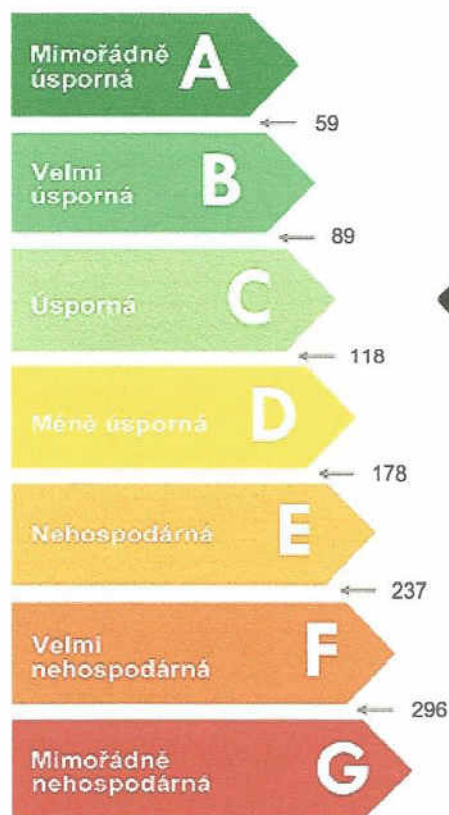 Mimořádně
úsporná
A
59
Velmi
úsporná
B
89
Úsporná
C
118
Méně úsporná
D
178
Nehospodárná
E
237
Velmi
nehospodárná
F
296
Mimořádně
nehospodárná
G